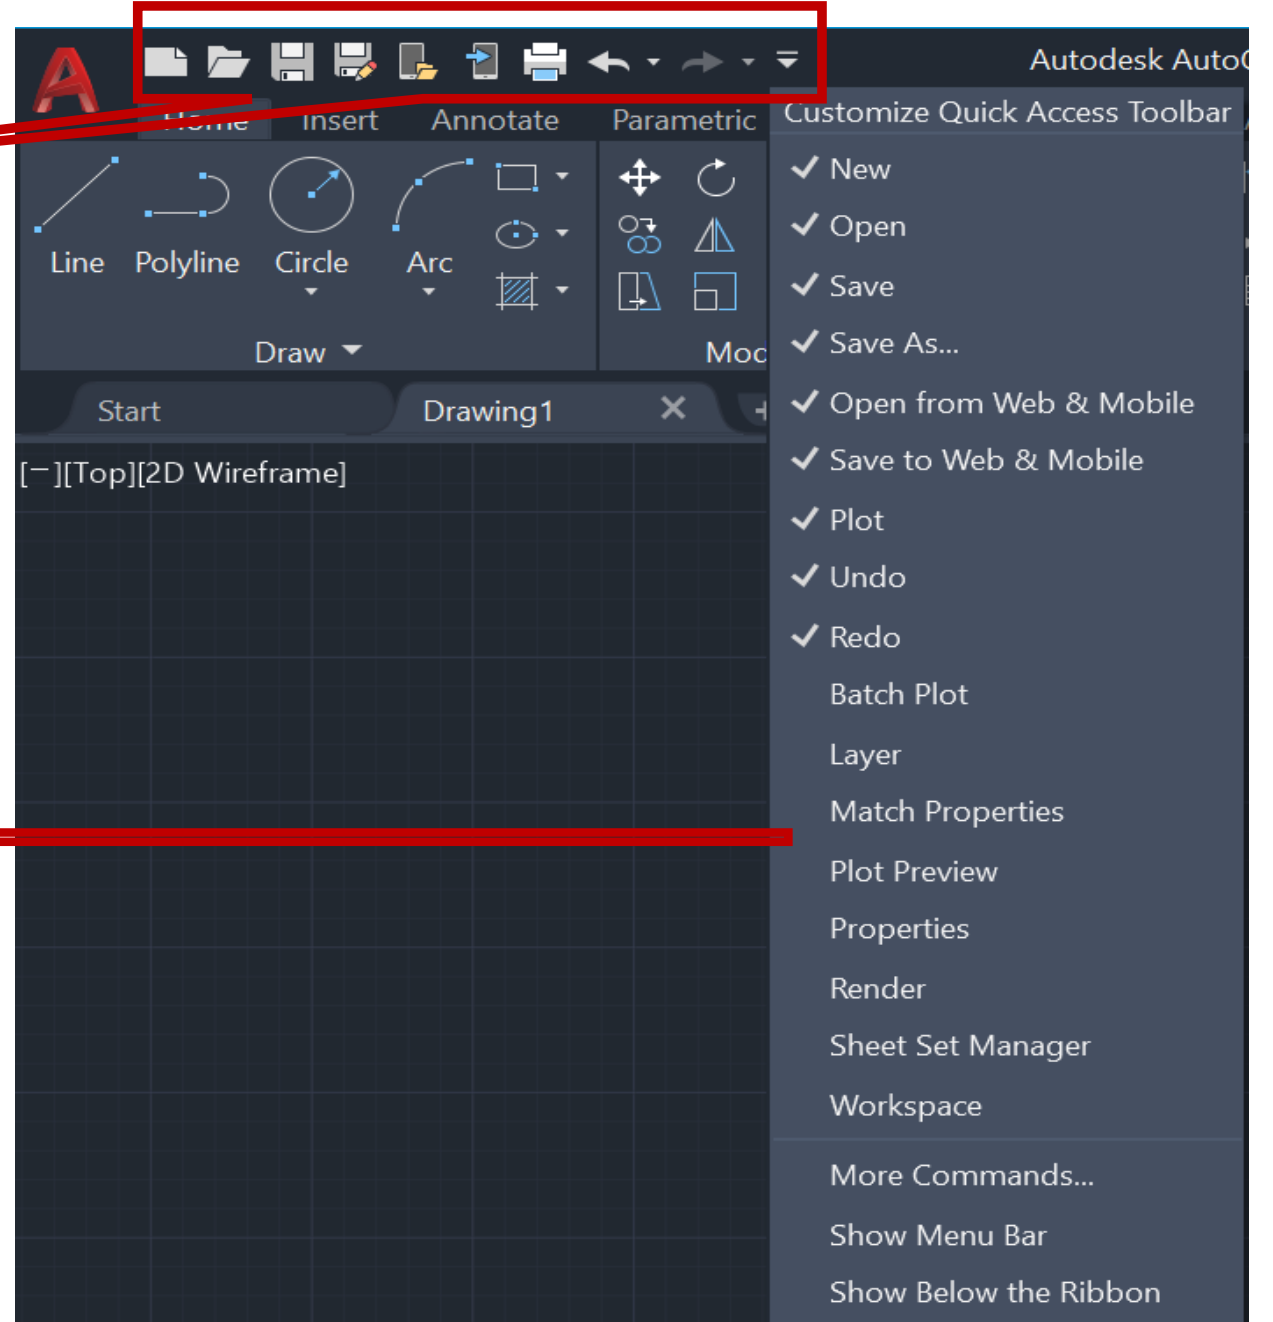 Autodesk Auto
Home Insert Annotate Parametric
Customize Quick Access Toolbar
New
Open
Save
Save As...
Open from Web & Mobile
Save to Web & Mobile
Plot
Undo
Redo
Batch Plot
Layer
Match Properties
Plot Preview
Properties
Render
Sheet Set Manager
Workspace
More Commands...
Show Menu Bar
Show Below the Ribbon
Line Polyline Circle Arc
Draw
Start Drawing1
[−][Top][2D Wireframe]